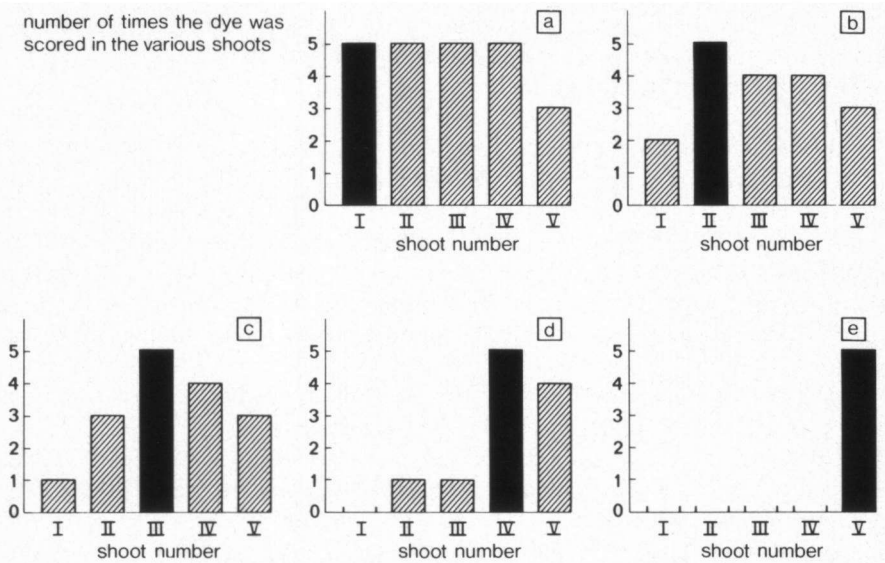 number of times the dye was
scored in the various shoots
a
5
4
3
2
1
0
I II III IV V
shoot number
b
5
4
3
2
1
0
I II III IV V
shoot number
c
5
4
3
2
1
0
I II III IV V
shoot number
d
5
4
3
2
1
0
I II III IV V
shoot number
e
5
4
3
2
1
0
I II III IV V
shoot number